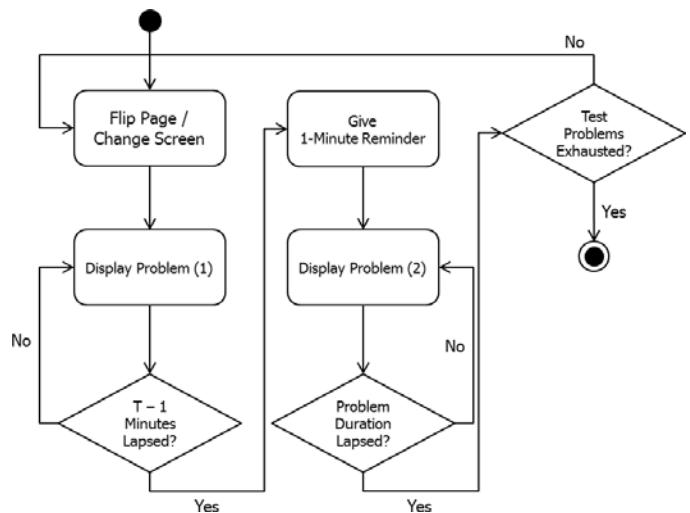 No
Flip Page /
Change Screen
Give
1-Minute Reminder
Test
Problems
Exhausted?
Yes
Display Problem (1)
Display Problem (2)
No
No
T – 1
Minutes
Lapsed?
Problem
Duration
Lapsed?
Yes
Yes